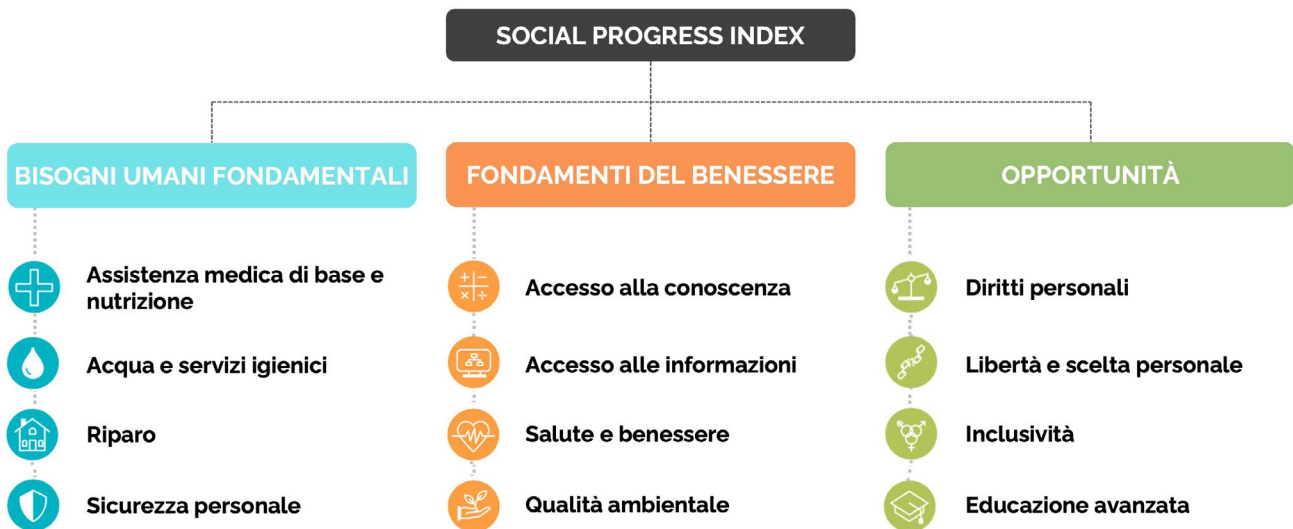 SOCIAL PROGRESS INDEX
BISOGNI UMANI FONDAMENTALI
Assistenza medica di base e
nutrizione
Acqua e servizi igienici
Riparo
Sicurezza personale
FONDAMENTI DEL BENESSERE
Accesso alla conoscenza
Accesso alle informazioni
Salute e benessere
Qualità ambientale
OPPORTUNITÀ
Diritti personali
Libertà e scelta personale
Inclusività
Educazione avanzata